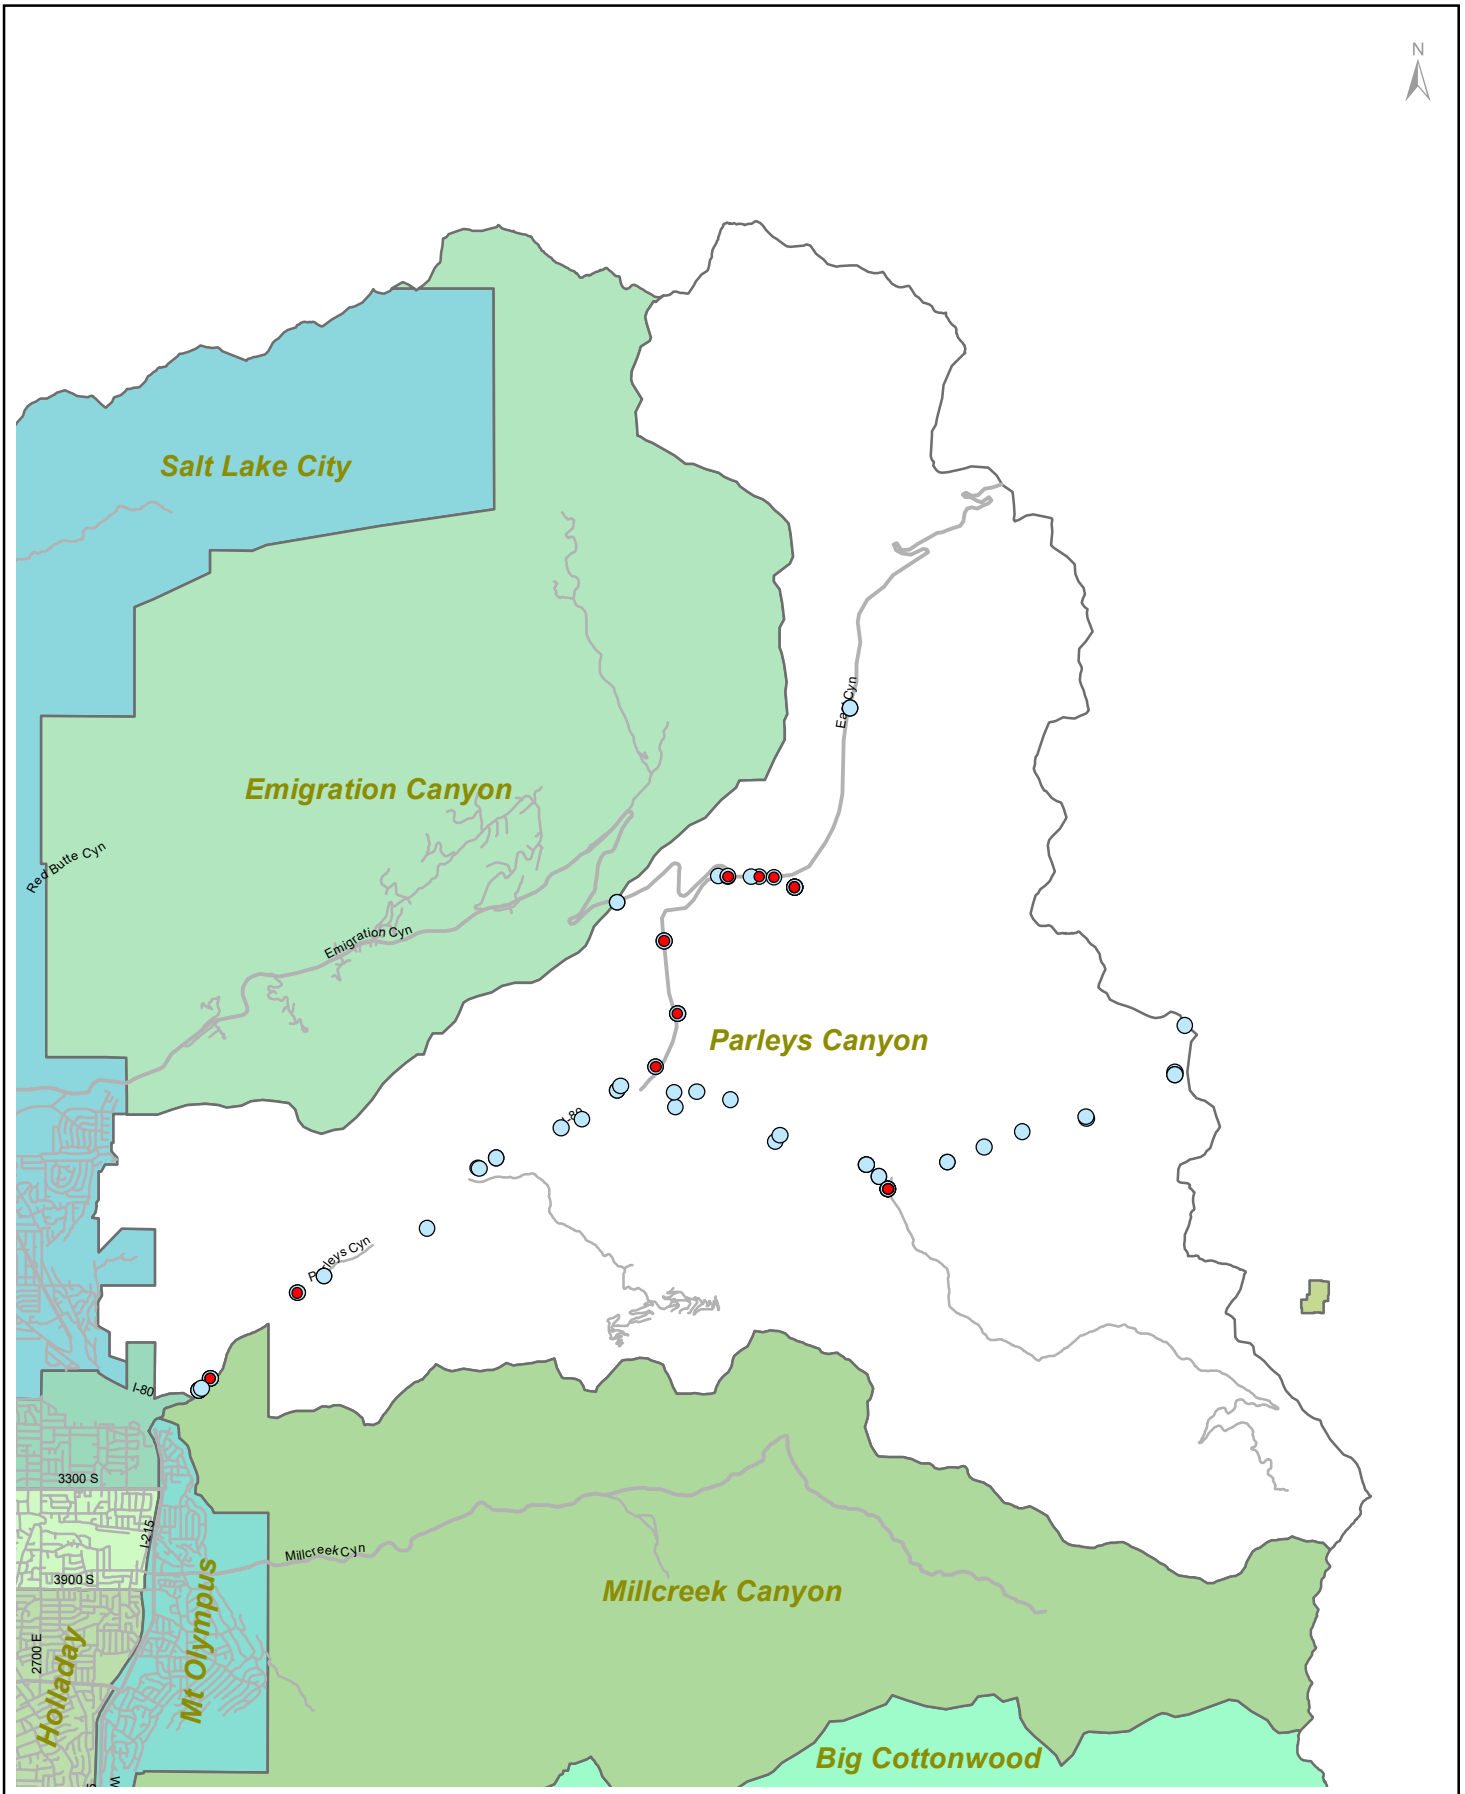 N
Salt Lake City
Emigration Canyon
Red Butte Cyn
Emigration Cyn
Parleys Canyon
I-80
Parleys Cyn
I-80
3300 S
I-215
Millcreek Cyn
3900 S
Millcreek Canyon
2700 E
Holladay
Mt Olympus
Big Cottonwood
W
S